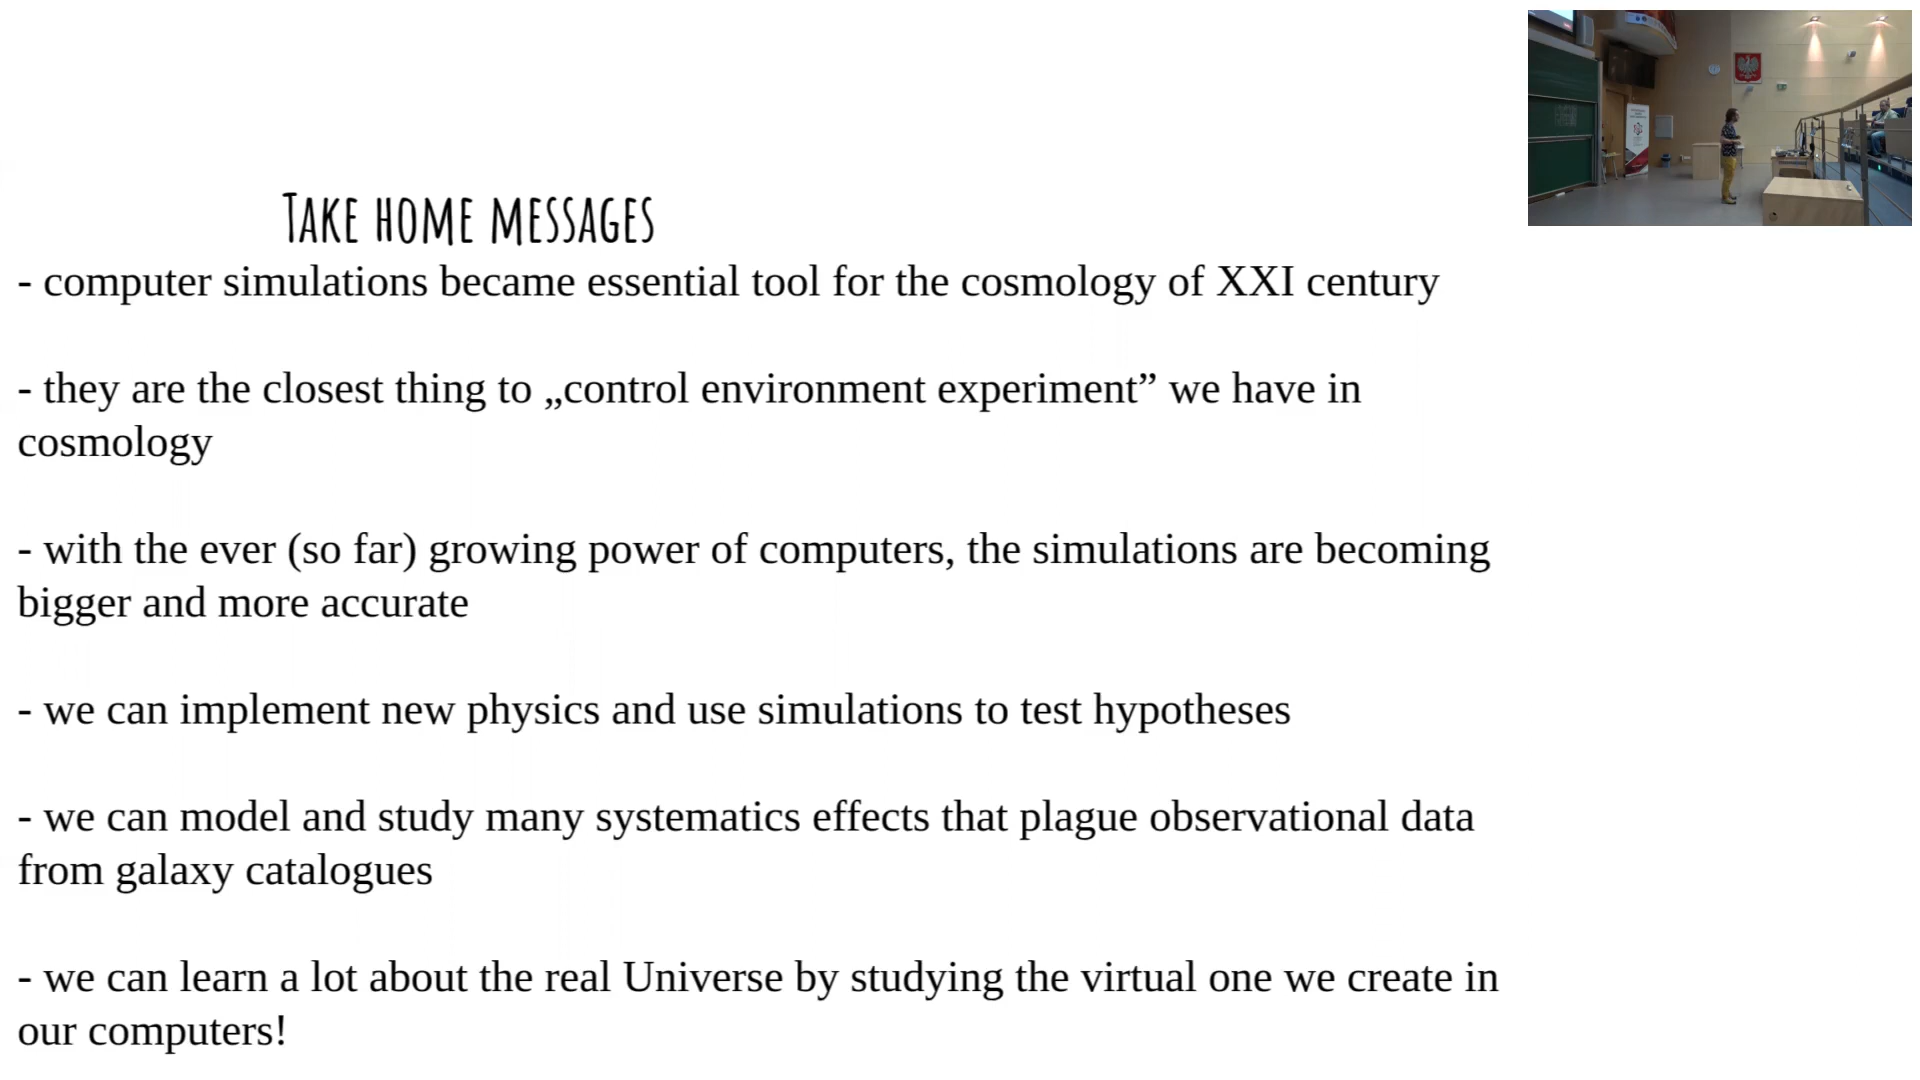 TAKE HOME MESSAGES
- computer simulations became essential tool for the cosmology of XXI century
- they are the closest thing to „control environment experiment” we have in
cosmology
- with the ever (so far) growing power of computers, the simulations are becoming
bigger and more accurate
- we can implement new physics and use simulations to test hypotheses
- we can model and study many systematics effects that plague observational data
from galaxy catalogues
- we can learn a lot about the real Universe by studying the virtual one we create in
our computers!